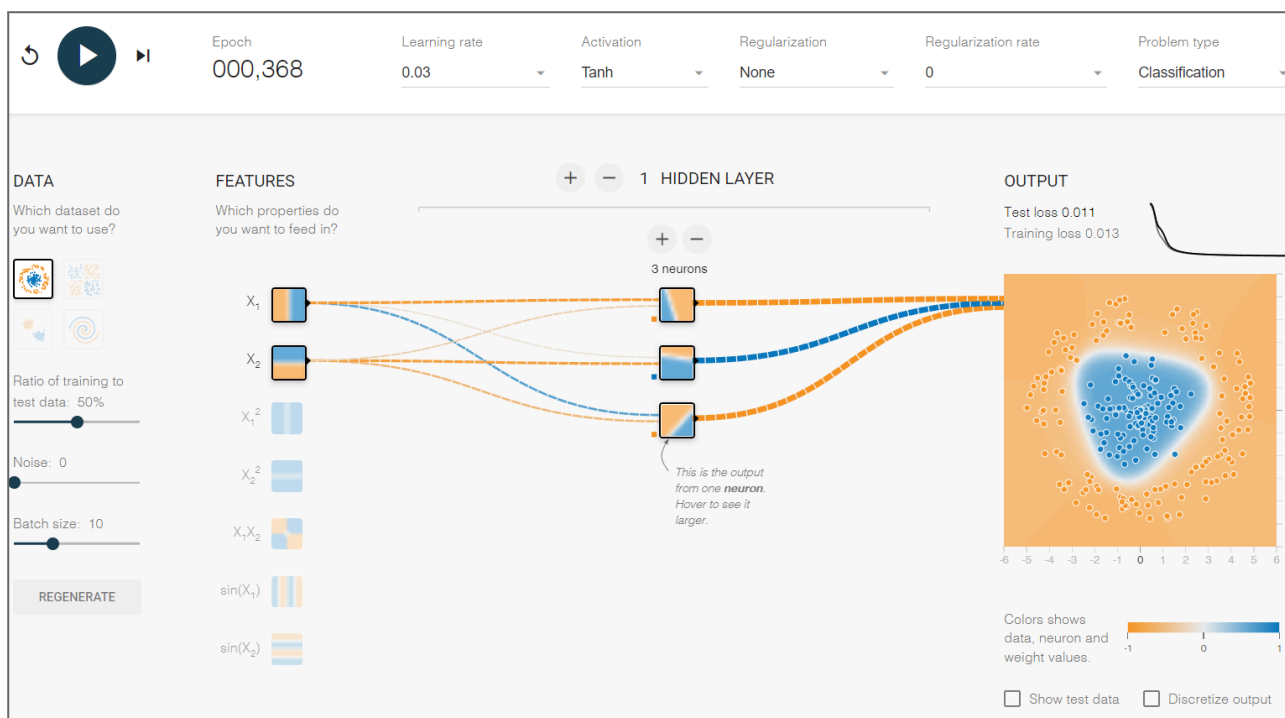 Epoch
000,368
Learning rate
0.03
Activation
Tanh
Regularization
None
Regularization rate
0
Problem type
Classification
DATA
Which dataset do
you want to use?
Ratio of training to
test data: 50%
Noise: 0
Batch size: 10
REGENERATE
FEATURES
Which properties do
you want to feed in?
X1
X2
X1^2
X2^2
X1X2
sin(X1)
sin(X2)
+ − 1 HIDDEN LAYER
+ −
3 neurons
This is the output
from one neuron.
Hover to see it
larger.
OUTPUT
Test loss 0.011
Training loss 0.013
-6 -5 -4 -3 -2 -1 0 1 2 3 4 5 6
Colors shows
data, neuron and
weight values.
-1 0 1
Show test data
Discretize output